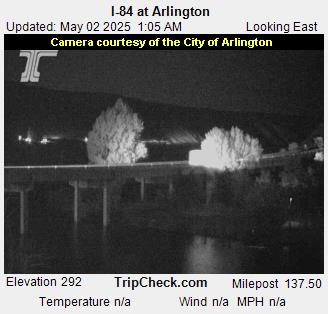 I-84 at Arlington
Updated: May 02 2025 1:05 AM Looking East
Camera courtesy of the City of Arlington
Elevation 292 TripCheck.com Milepost 137.50
Temperature n/a Wind n/a MPH n/a